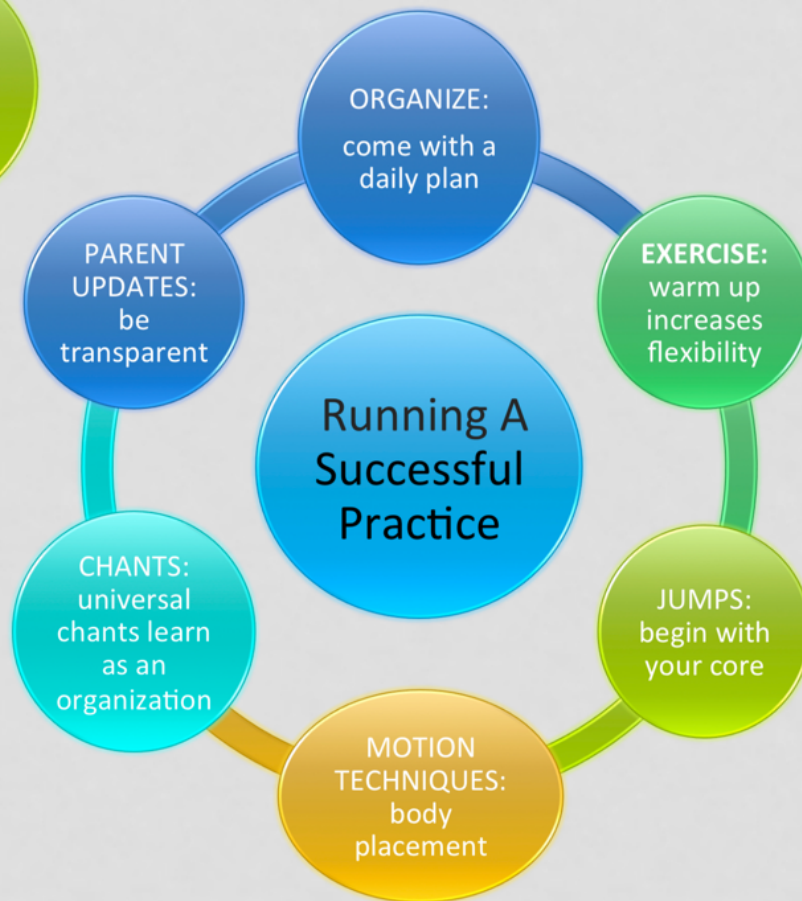 ORGANIZE:
come with a
daily plan
EXERCISE:
warm up
increases
flexibility
JUMPS:
begin with
your core
MOTION
TECHNIQUES:
body
placement
CHANTS:
universal
chants learn
as an
organization
PARENT
UPDATES:
be
transparent
Running A
Successful
Practice